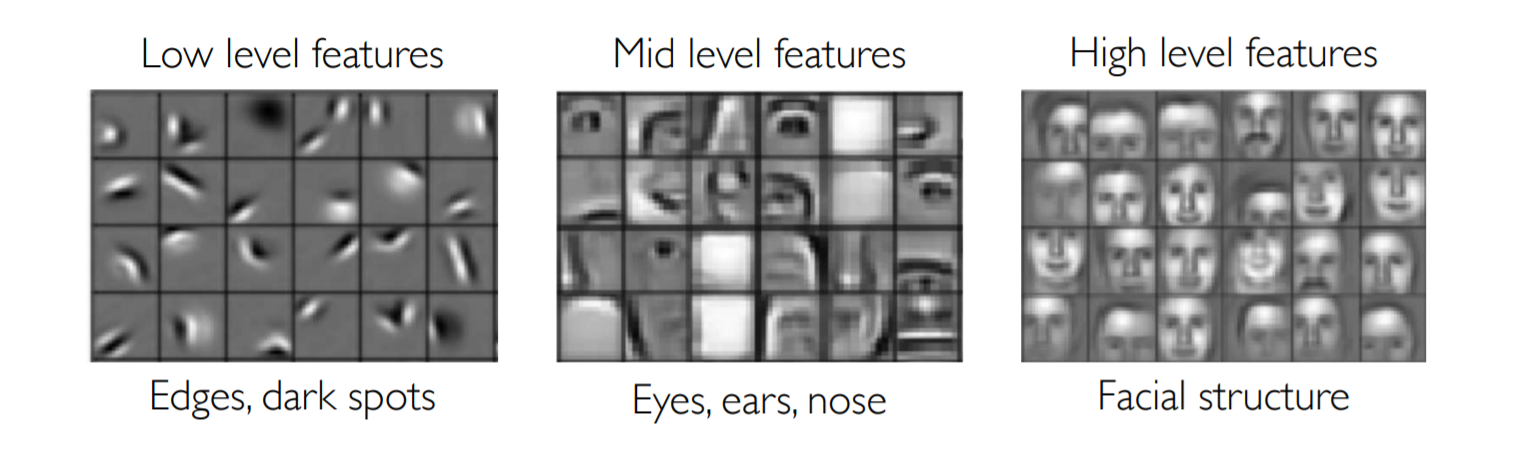 Low level features
Mid level features
High level features
Edges, dark spots
Eyes, ears, nose
Facial structure